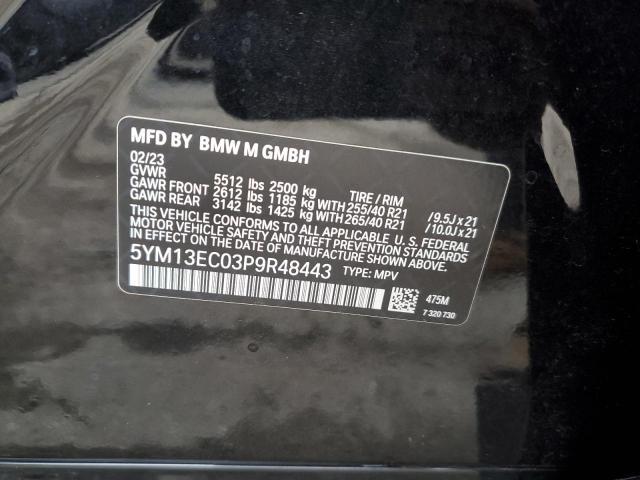 MFD BY BMW M GMBH
02/23
GVWR 5512 lbs 2500 kg TIRE / RIM
GAWR FRONT 2612 lbs 1185 kg WITH 255/40 R21 /9.5J x 21
GAWR REAR 3142 lbs 1425 kg WITH 265/40 R21 /10.0J x 21
THIS VEHICLE CONFORMS TO ALL APPLICABLE U. S. FEDERAL
MOTOR VEHICLE SAFETY AND THEFT PREVENTION STANDARDS
IN EFFECT ON THE DATE OF MANUFACTURE SHOWN ABOVE.
5YM13EC03P9R48443 TYPE: MPV
475M
7 320 730